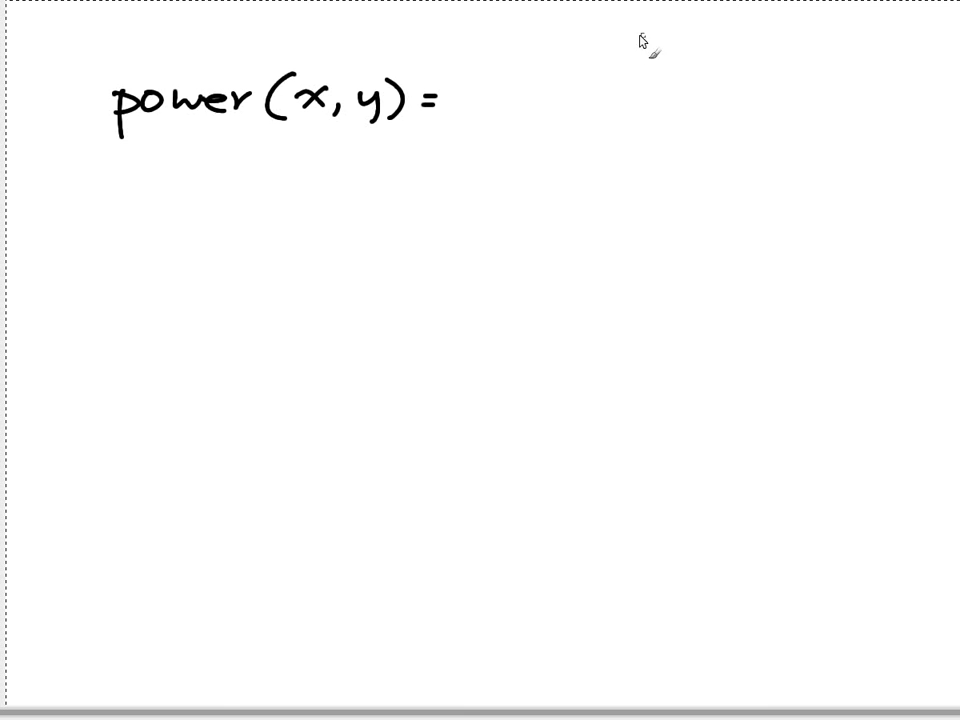 power(x, y) =